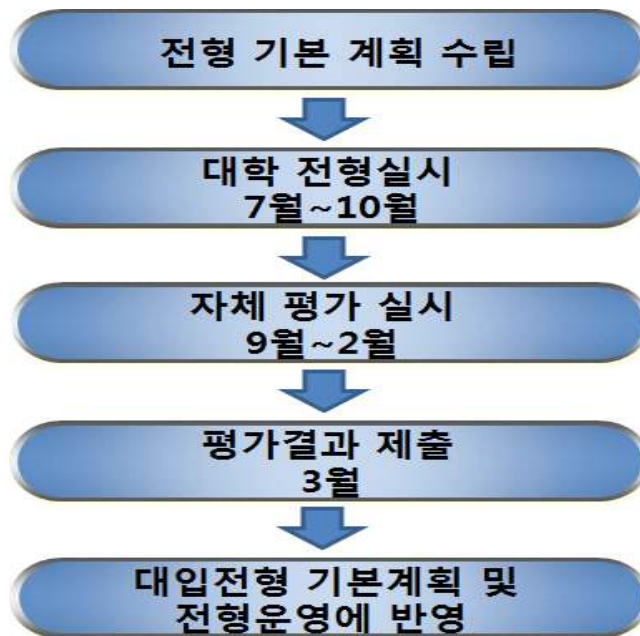 전형 기본 계획 수립
대학 전형실시
7월~10월
자체 평가 실시
9월~2월
평가결과 제출
3월
대입전형 기본계획 및
전형운영에 반영